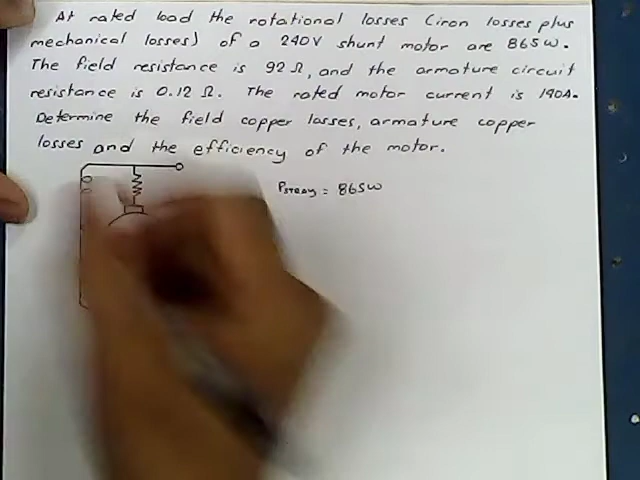 At rated load the rotational losses (iron losses plus
mechanical losses) of a 240V shunt motor are 865W.
The field resistance is 92Ω, and the armature circuit
resistance is 0.12 Ω. The rated motor current is 140A.
Determine the field copper losses, armature copper
losses and the efficiency of the motor.
PSTRAY = 865W